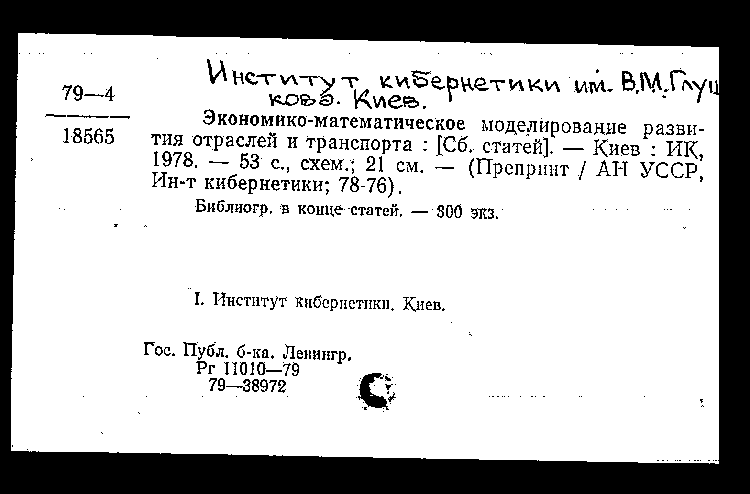 Институт кибернетики им. В.М.Глуш
кова. Киев.
79—4
18565
Экономико-математическое моделирование разви-
тия отраслей и транспорта : [Сб. статей]. — Киев : ИК,
1978. — 53 с., схем.; 21 см. — (Препринт / АН УССР,
Ин-т кибернетики; 78-76).
Библиогр. в конце статей. — 300 экз.
I. Институт кибернетики. Киев.
Гос. Публ. б-ка. Ленингр.
Рг 11010—79
79—38972